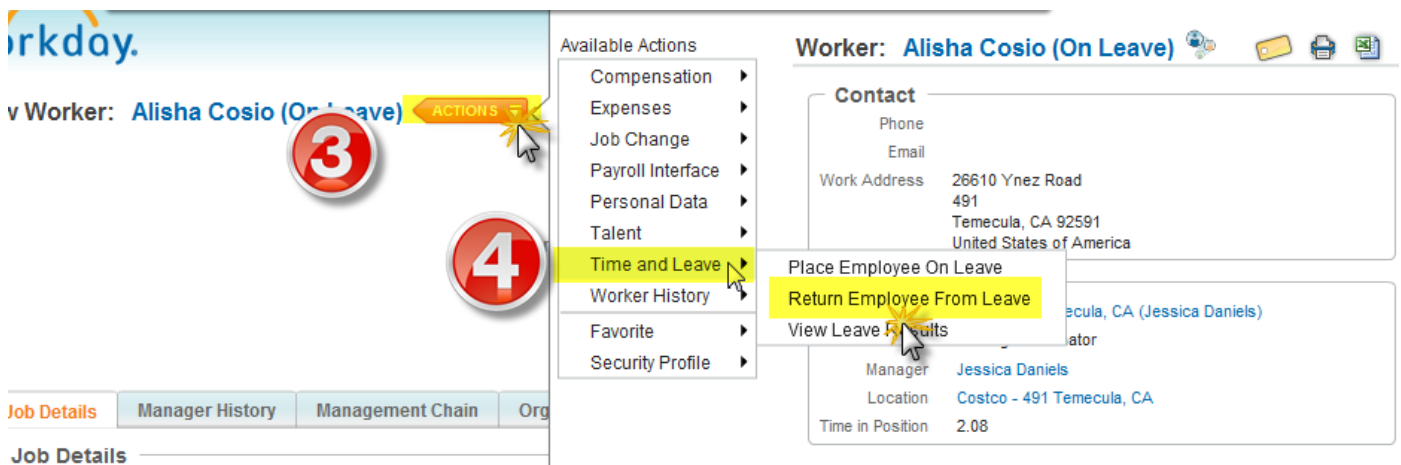 orkday.
w Worker: Alisha Cosio (On Leave) ACTIONS
3
4
Job Details Manager History Management Chain Org
Job Details
Available Actions
Compensation
Expenses
Job Change
Payroll Interface
Personal Data
Talent
Time and Leave
Worker History
Favorite
Security Profile
Place Employee On Leave
Return Employee From Leave
View Leave Results
Worker: Alisha Cosio (On Leave)
Contact
Phone
Email
Work Address 26610 Ynez Road
491
Temecula, CA 92591
United States of America
ecula, CA (Jessica Daniels)
ator
Manager Jessica Daniels
Location Costco - 491 Temecula, CA
Time in Position 2.08